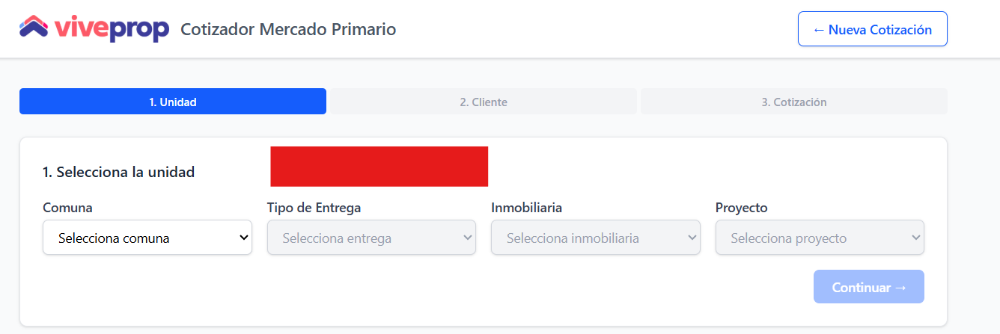 viveprop Cotizador Mercado Primario
← Nueva Cotización
1. Unidad
2. Cliente
3. Cotización
1. Selecciona la unidad
Comuna
Tipo de Entrega
Inmobiliaria
Proyecto
Selecciona comuna
Selecciona entrega
Selecciona inmobiliaria
Selecciona proyecto
Continuar →